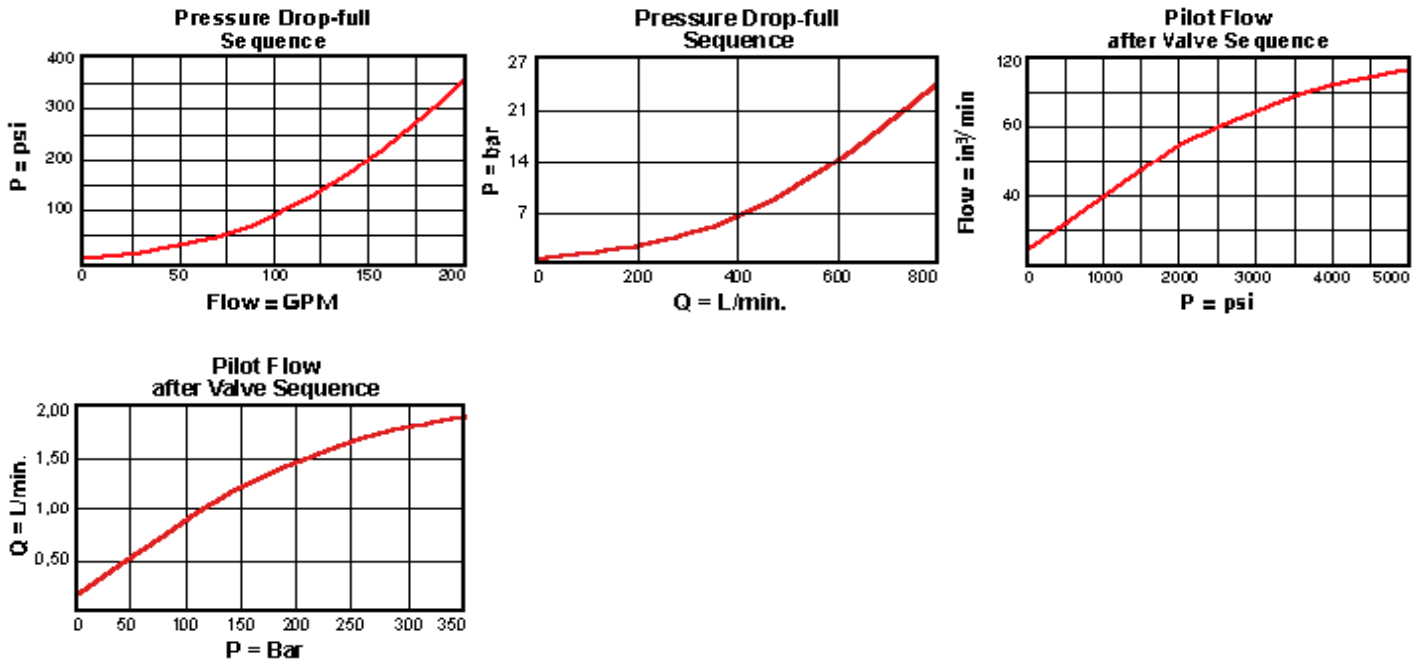 Pressure Drop-full
Sequence
400
300
200
100
P = psi
0 50 100 150 200
Flow = GPM
Pressure Drop-full
Sequence
27
21
14
7
P = bar
0 200 400 600 800
Q = L/min.
Pilot Flow
after Valve Sequence
120
60
40
Flow = in³/min
0 1000 2000 3000 4000 5000
P = psi
Pilot Flow
after Valve Sequence
2,00
1,50
1,00
0,50
Q = L/min.
0 50 100 150 200 250 300 350
P = Bar